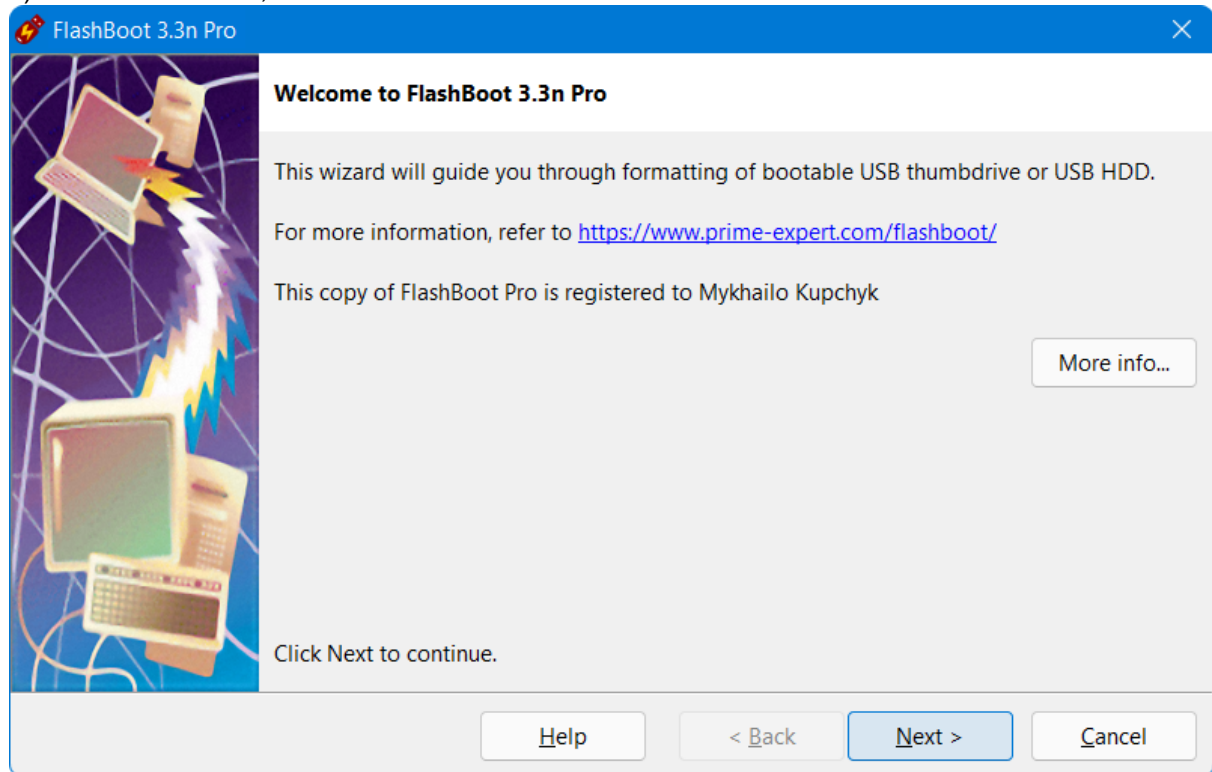 FlashBoot 3.3n Pro
Welcome to FlashBoot 3.3n Pro
This wizard will guide you through formatting of bootable USB thumbdrive or USB HDD.
For more information, refer to https://www.prime-expert.com/flashboot/
This copy of FlashBoot Pro is registered to Mykhailo Kupchyk
More info...
Click Next to continue.
Help < Back Next > Cancel